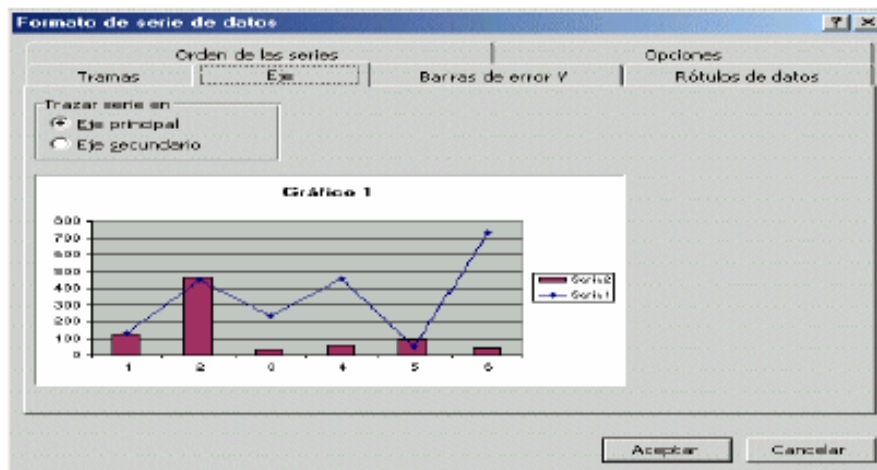 Formato de serie de datos
Orden de las series
Opciones
Tramas
Eje
Barras de error Y
Rótulos de datos
Trazar serie en
Eje principal
Eje secundario
Gráfico 1
800
700
600
500
400
300
200
100
0
1
2
3
4
5
6
Serie2
Serie1
Aceptar
Cancelar